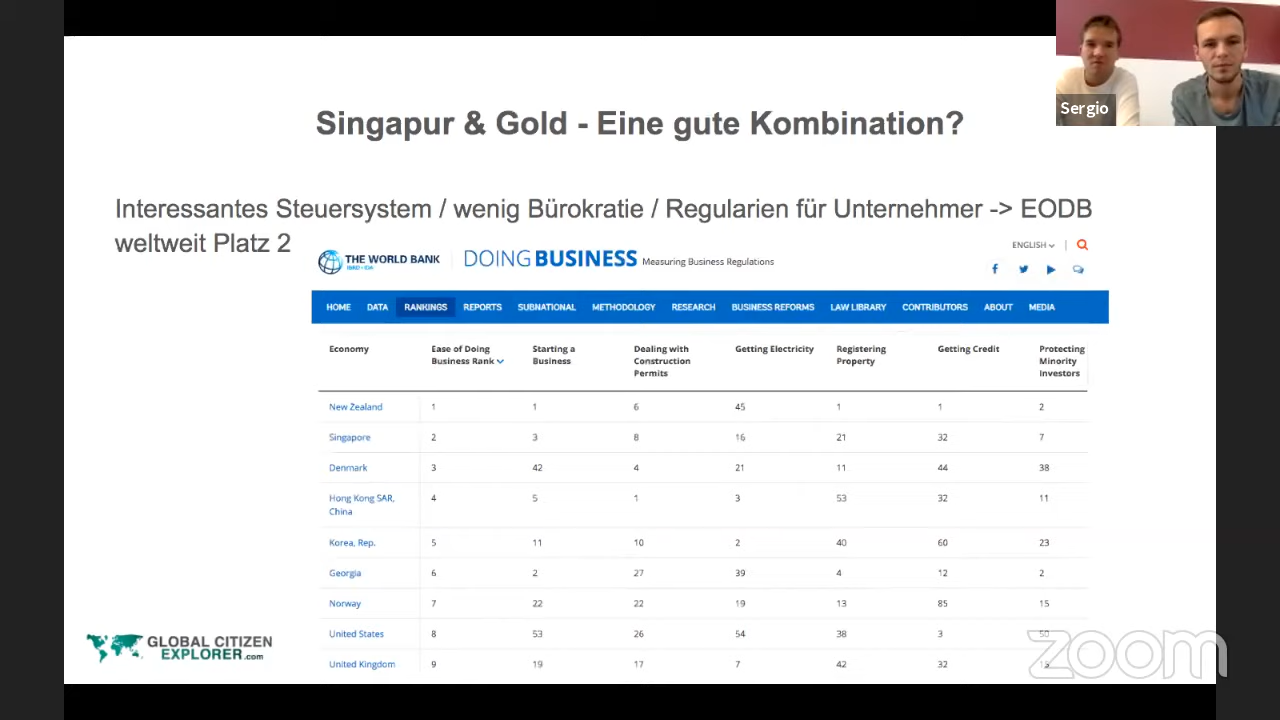 Sergio
Singapur & Gold - Eine gute Kombination?
Interessantes Steuersystem / wenig Bürokratie / Regularien für Unternehmer -> EODB
weltweit Platz 2
ENGLISH
THE WORLD BANK
IBRD • IDA
DOING BUSINESS Measuring Business Regulations
HOME DATA RANKINGS REPORTS SUBNATIONAL METHODOLOGY RESEARCH BUSINESS REFORMS LAW LIBRARY CONTRIBUTORS ABOUT MEDIA
Economy Ease of Doing Business Rank Starting a Business Dealing with Construction Permits Getting Electricity Registering Property Getting Credit Protecting Minority Investors
New Zealand 1 1 6 45 1 1 2
Singapore 2 3 8 16 21 32 7
Denmark 3 42 4 21 11 44 38
Hong Kong SAR, China 4 5 1 3 53 32 11
Korea, Rep. 5 11 10 2 40 60 23
Georgia 6 2 27 39 4 12 2
Norway 7 22 22 19 13 85 15
United States 8 53 26 54 38 3
United Kingdom 9 19 17 7 42 32
GLOBAL CITIZEN
EXPLORER.com
zoom